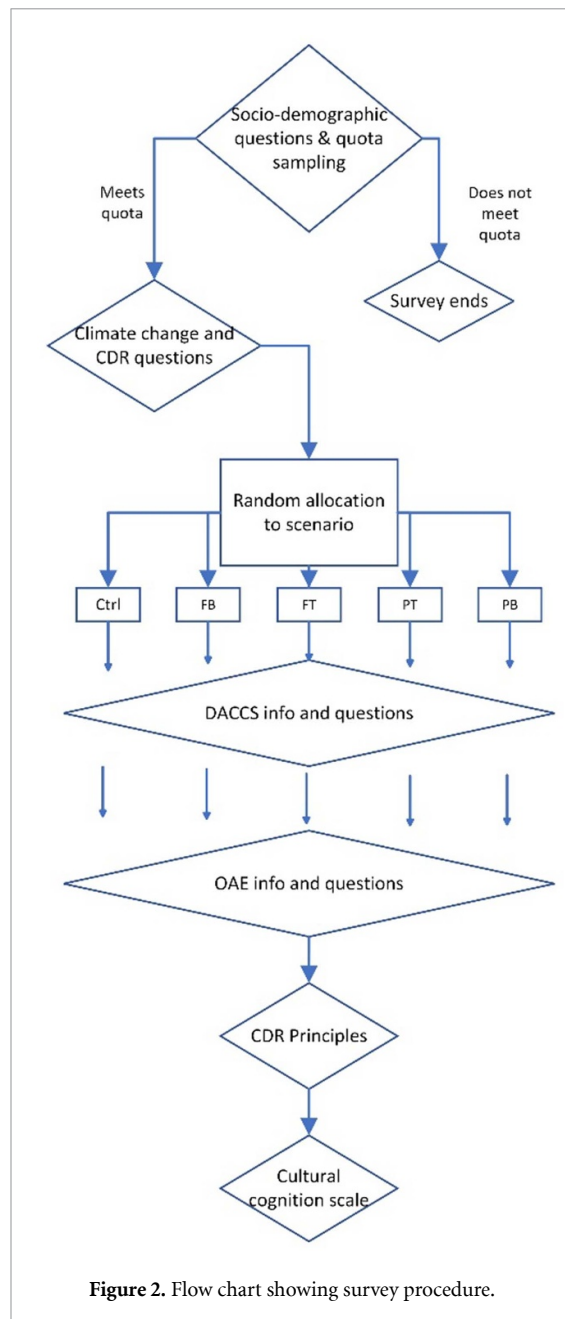 Socio-demographic
questions & quota
sampling
Meets
quota
Does not
meet
quota
Survey ends
Climate change and
CDR questions
Random allocation
to scenario
Ctrl
FB
FT
PT
PB
DACCS info and questions
OAE info and questions
CDR Principles
Cultural
cognition scale
Figure 2. Flow chart showing survey procedure.